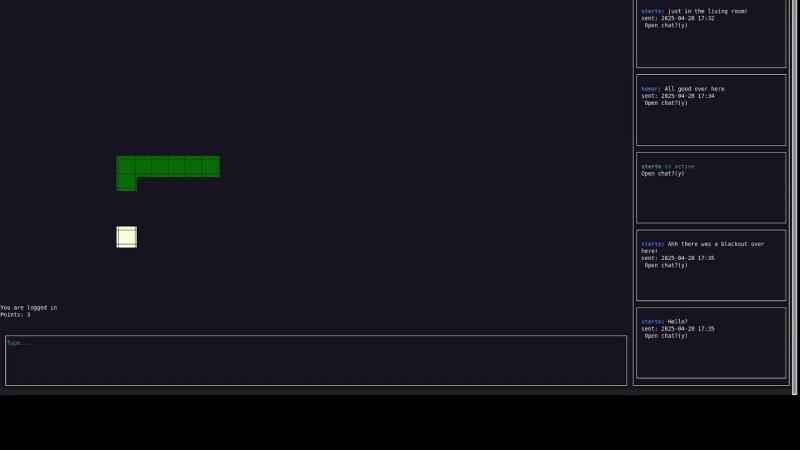 sterte: just in the living room!
sent: 2025-04-28 17:32
Open chat?(y)
homer: All good over here
sent: 2025-04-28 17:34
Open chat?(y)
sterte is active.
Open chat?(y)
sterte: Ahh there was a blackout over
here!
sent: 2025-04-28 17:35
Open chat?(y)
sterte: Hello?
sent: 2025-04-28 17:35
Open chat?(y)
You are logged in
Points: 3
Type...